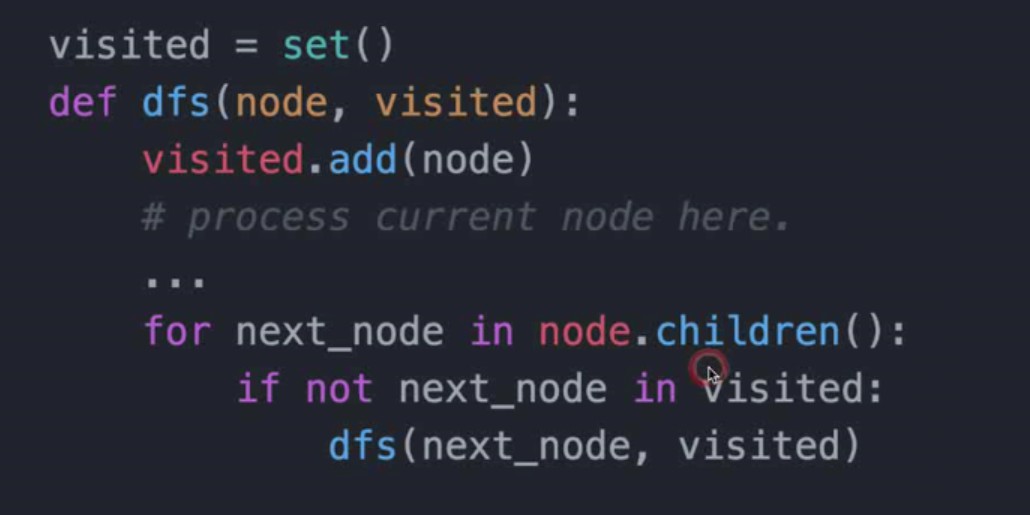 visited = set()
def dfs(node, visited):
    visited.add(node)
    # process current node here.
    ...
    for next_node in node.children():
        if not next_node in visited:
            dfs(next_node, visited)